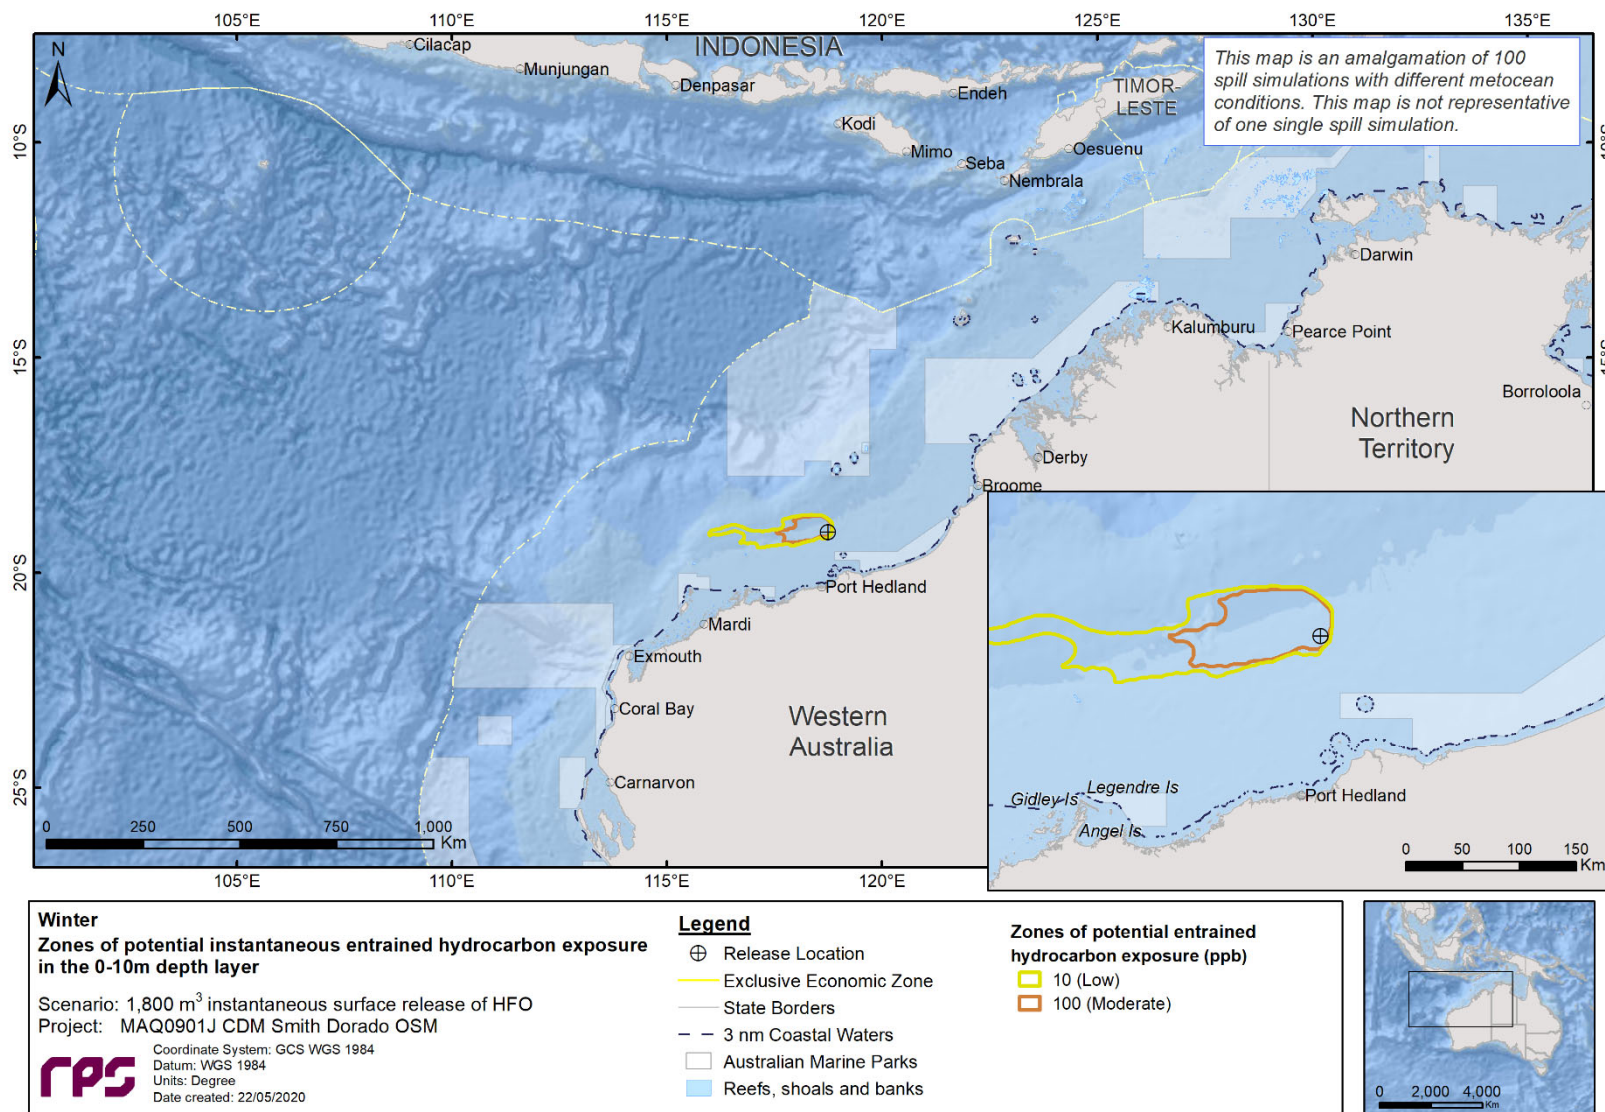 105°E 110°E 115°E 120°E 125°E 130°E 135°E
N
INDONESIA
Cilacap
Munjungan
Denpasar
Endeh
TIMOR-
LESTE
Kodi
Mimo
Seba
Oesuenu
Nembrala
This map is an amalgamation of 100
spill simulations with different metocean
conditions. This map is not representative
of one single spill simulation.
10°S
15°S
20°S
25°S
10°S
15°S
Darwin
Kalumburu
Pearce Point
Borroloola
Northern
Territory
Derby
Broome
Port Hedland
Mardi
Exmouth
Coral Bay
Western
Australia
Carnarvon
0 250 500 750 1,000
Km
Gidley Is
Legendre Is
Angel Is
Port Hedland
0 50 100 150
Km
105°E 110°E 115°E 120°E
Winter
Zones of potential instantaneous entrained hydrocarbon exposure
in the 0-10m depth layer
Scenario: 1,800 m³ instantaneous surface release of HFO
Project: MAQ0901J CDM Smith Dorado OSM
rps
Coordinate System: GCS WGS 1984
Datum: WGS 1984
Units: Degree
Date created: 22/05/2020
Legend
Release Location
Exclusive Economic Zone
State Borders
3 nm Coastal Waters
Australian Marine Parks
Reefs, shoals and banks
Zones of potential entrained
hydrocarbon exposure (ppb)
10 (Low)
100 (Moderate)
0 2,000 4,000
Km